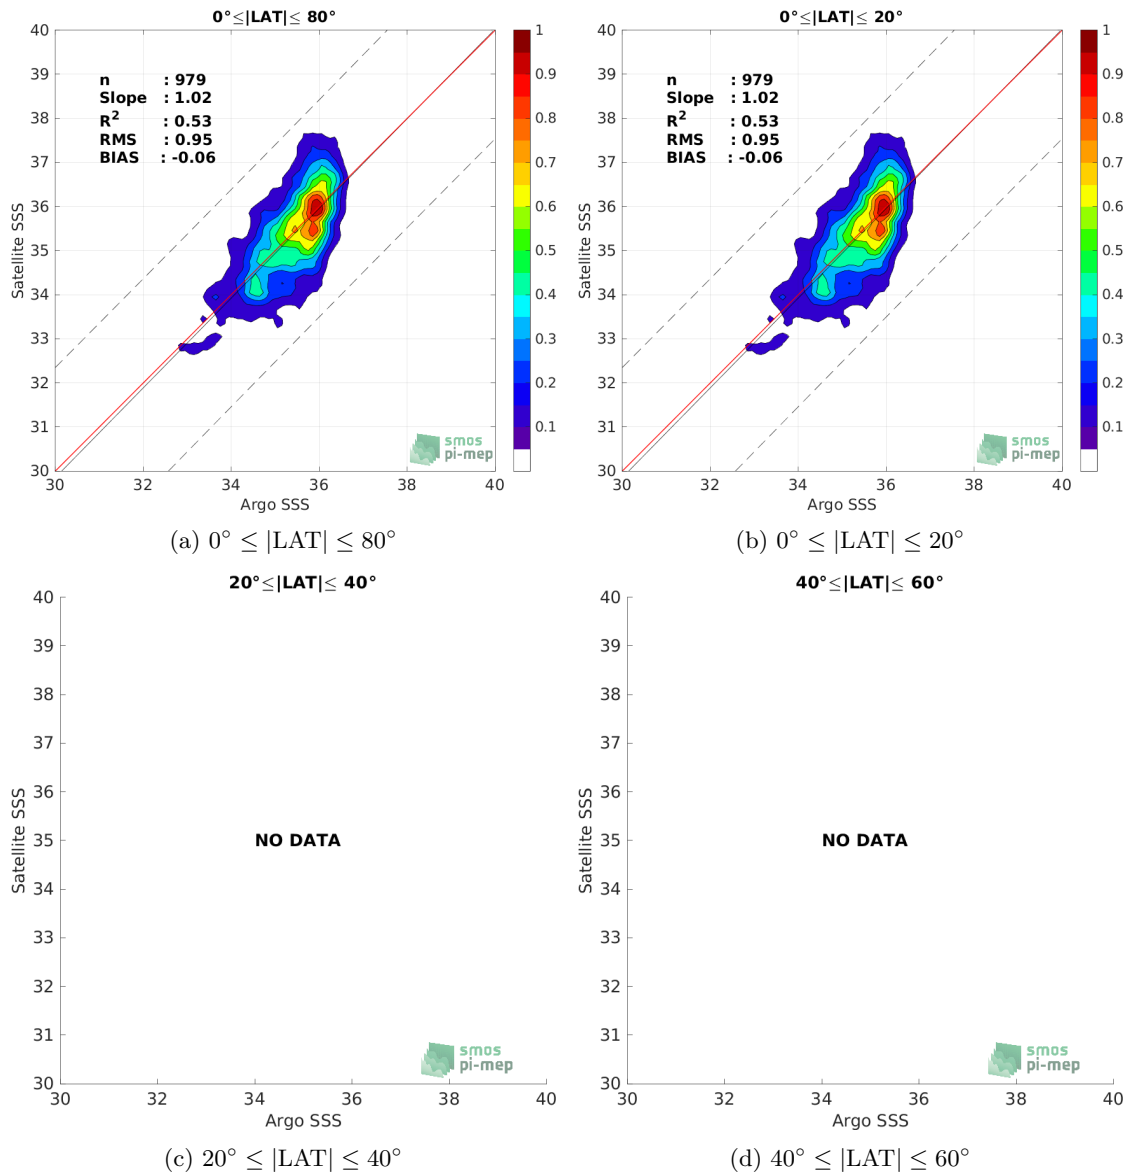 0°≤|LAT|≤ 80°
40
39
38
37
36
35
34
33
32
31
30
Satellite SSS
n : 979
Slope : 1.02
R² : 0.53
RMS : 0.95
BIAS : -0.06
smos
pi-mep
30 32 34 36 38 40
Argo SSS
1
0.9
0.8
0.7
0.6
0.5
0.4
0.3
0.2
0.1
(a) 0° ≤ |LAT| ≤ 80°
0°≤|LAT|≤ 20°
40
39
38
37
36
35
34
33
32
31
30
Satellite SSS
n : 979
Slope : 1.02
R² : 0.53
RMS : 0.95
BIAS : -0.06
smos
pi-mep
30 32 34 36 38 40
Argo SSS
1
0.9
0.8
0.7
0.6
0.5
0.4
0.3
0.2
0.1
(b) 0° ≤ |LAT| ≤ 20°
20°≤|LAT|≤ 40°
40
39
38
37
36
35
34
33
32
31
30
Satellite SSS
NO DATA
smos
pi-mep
30 32 34 36 38 40
Argo SSS
(c) 20° ≤ |LAT| ≤ 40°
40°≤|LAT|≤ 60°
40
39
38
37
36
35
34
33
32
31
30
Satellite SSS
NO DATA
smos
pi-mep
30 32 34 36 38 40
Argo SSS
(d) 40° ≤ |LAT| ≤ 60°